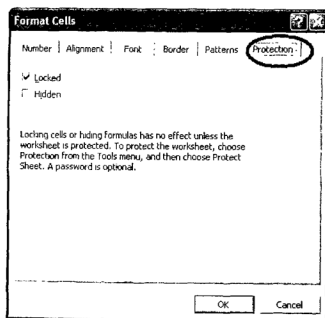 Format Cells
Number Alignment Font Border Patterns Protection
Locked
Hidden
Locking cells or hiding formulas has no effect unless the
worksheet is protected. To protect the worksheet, choose
Protection from the Tools menu, and then choose Protect
Sheet. A password is optional.
OK Cancel